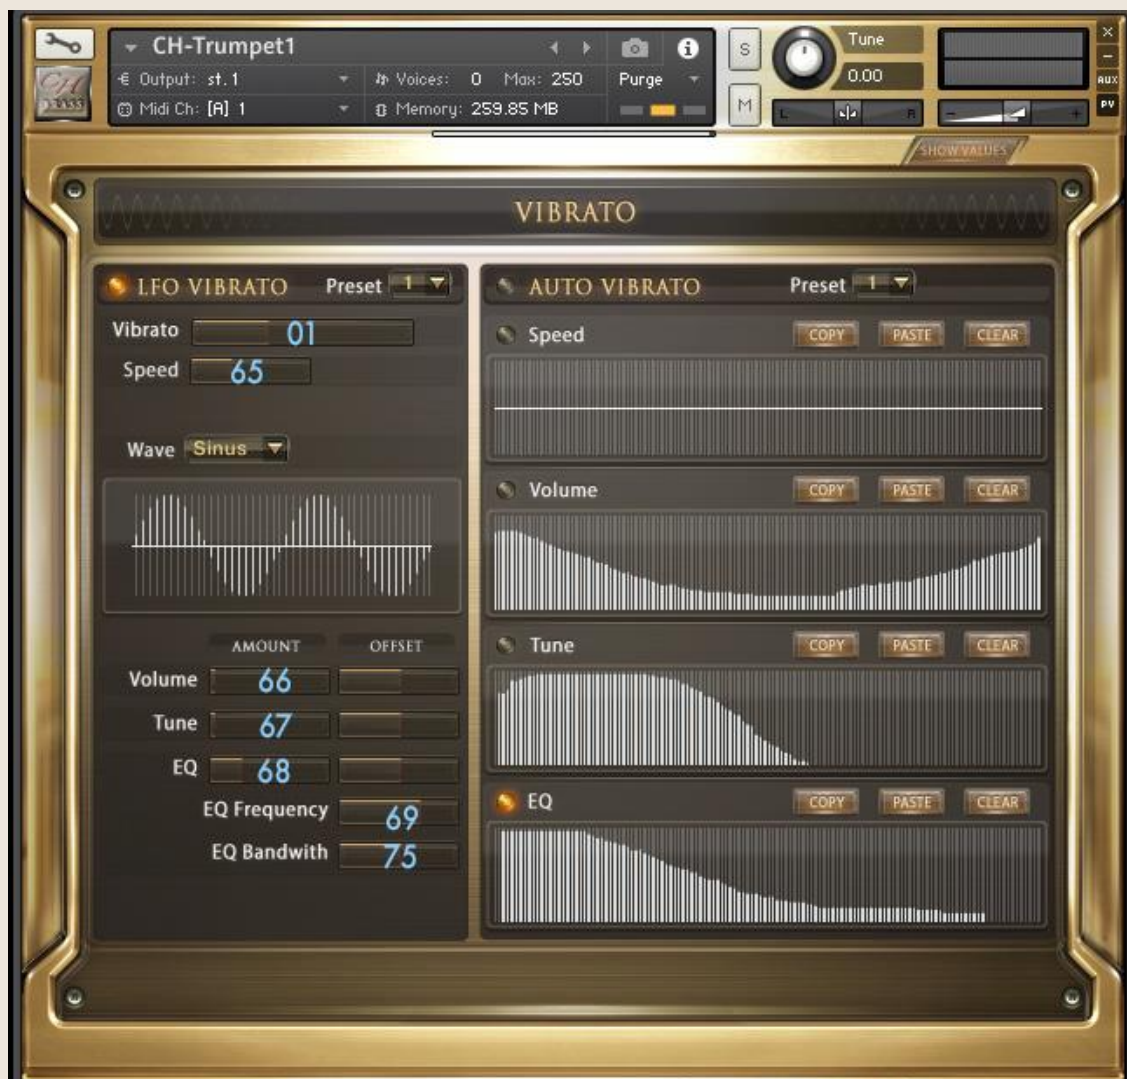 CH-Trumpet1
Output: st. 1 Voices: 0 Max: 250 Purge
Midi Ch: [A] 1 Memory: 259.85 MB
S
M
Tune
0.00
L R
- +
×
-
AUX
PV
CH
BRASS
SHOW VALUES
VIBRATO
LFO VIBRATO Preset 1
Vibrato 01
Speed 65
Wave Sinus
AMOUNT OFFSET
Volume 66
Tune 67
EQ 68
EQ Frequency 69
EQ Bandwith 75
AUTO VIBRATO Preset 1
Speed COPY PASTE CLEAR
Volume COPY PASTE CLEAR
Tune COPY PASTE CLEAR
EQ COPY PASTE CLEAR